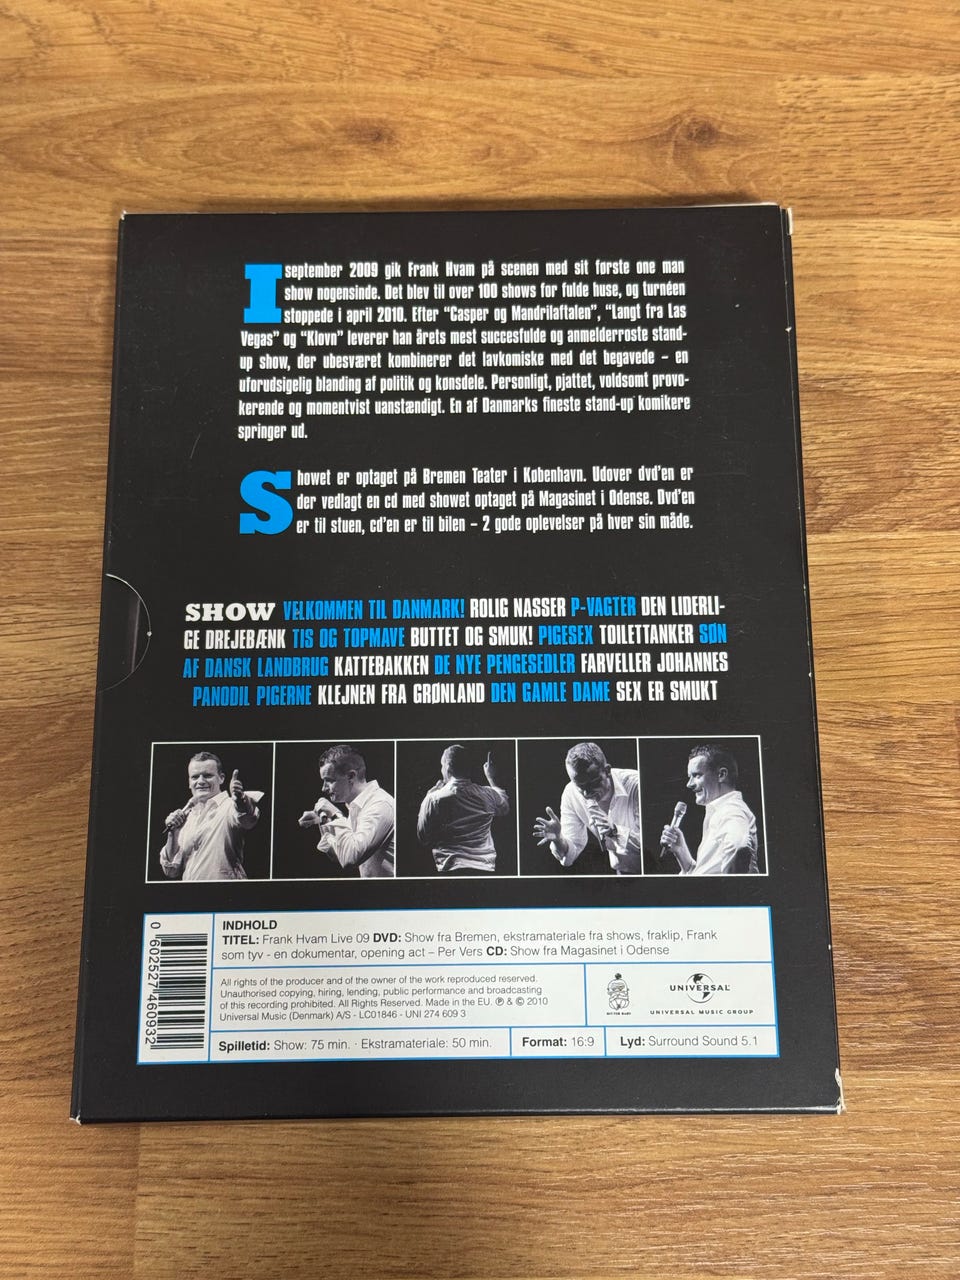 I september 2009 gik Frank Hvam på scenen med sit første one man
show nogensinde. Det blev til over 100 shows for fulde huse, og turnéen
stoppede i april 2010. Efter “Casper og Mandrilaftalen”, “Langt fra Las
Vegas” og “Klovn” leverer han årets mest succesfulde og anmelderroste stand-
up show, der ubesværet kombinerer det lavkomiske med det begavede – en
uforudsigelig blanding af politik og kønsdele. Personligt, pjattet, voldsomt provo-
kerende og momentvist uanstændigt. En af Danmarks fineste stand-up komikere
springer ud.
Showet er optaget på Bremen Teater i København. Udover dvd'en er
der vedlagt en cd med showet optaget på Magasinet i Odense. Dvd'en
er til stuen, cd'en er til bilen – 2 gode oplevelser på hver sin måde.
SHOW VELKOMMEN TIL DANMARK! ROLIG NASSER P-VAGTER DEN LIDERLI-
GE DREJEBÆNK TIS OG TOPMAVE BUTTET OG SMUK! PIGESEX TOILETTANKER SØN
AF DANSK LANDBRUG KATTEBAKKEN DE NYE PENGESEDLER FARVELLER JOHANNES
PANODIL PIGERNE KLEJNEN FRA GRØNLAND DEN GAMLE DAME SEX ER SMUKT
0 602527 460932
INDHOLD
TITEL: Frank Hvam Live 09 DVD: Show fra Bremen, ekstramateriale fra shows, fraklip, Frank
som tyv - en dokumentar, opening act – Per Vers CD: Show fra Magasinet i Odense
All rights of the producer and of the owner of the work reproduced reserved.
Unauthorised copying, hiring, lending, public performance and broadcasting
of this recording prohibited. All Rights Reserved. Made in the EU. ℗ & © 2010
Universal Music (Denmark) A/S - LC01846 - UNI 274 609 3
UNIVERSAL
UNIVERSAL MUSIC GROUP
Spilletid: Show: 75 min. · Ekstramateriale: 50 min.
Format: 16:9
Lyd: Surround Sound 5.1